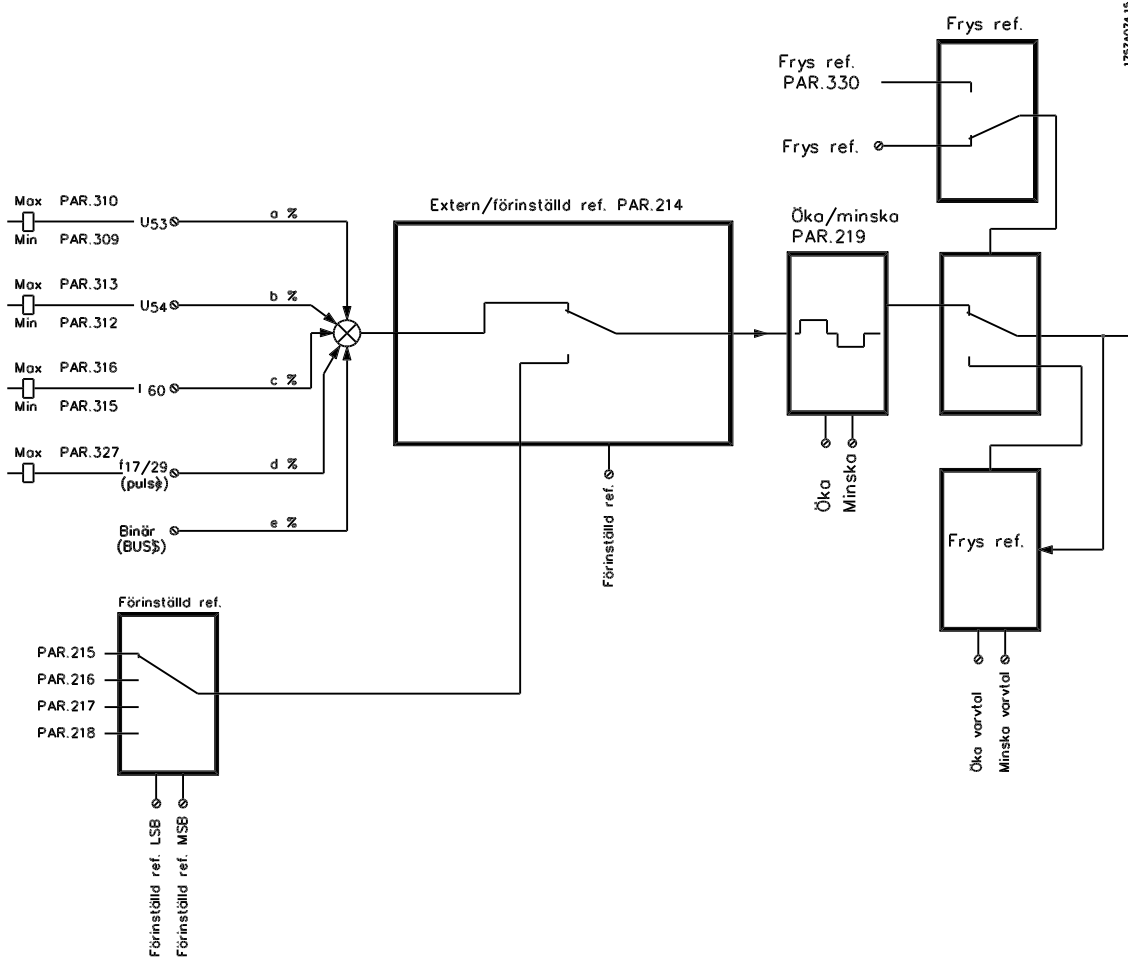 Frys ref.
Frys ref.
PAR.330
Frys ref.
Max PAR.310
U53
a %
Min PAR.309
Extern/förinställd ref. PAR.214
Öka/minska
PAR.219
Max PAR.313
U54
b %
Min PAR.312
Max PAR.316
I 60
c %
Min PAR.315
Max PAR.327
f17/29
(pulse)
d %
Binär
(BUSS)
e %
Förinställd ref.
Öka
Minska
Frys ref.
Öka varvtal
Minska varvtal
Förinställd ref.
PAR.215
PAR.216
PAR.217
PAR.218
Förinställd ref. LSB
Förinställd ref. MSB